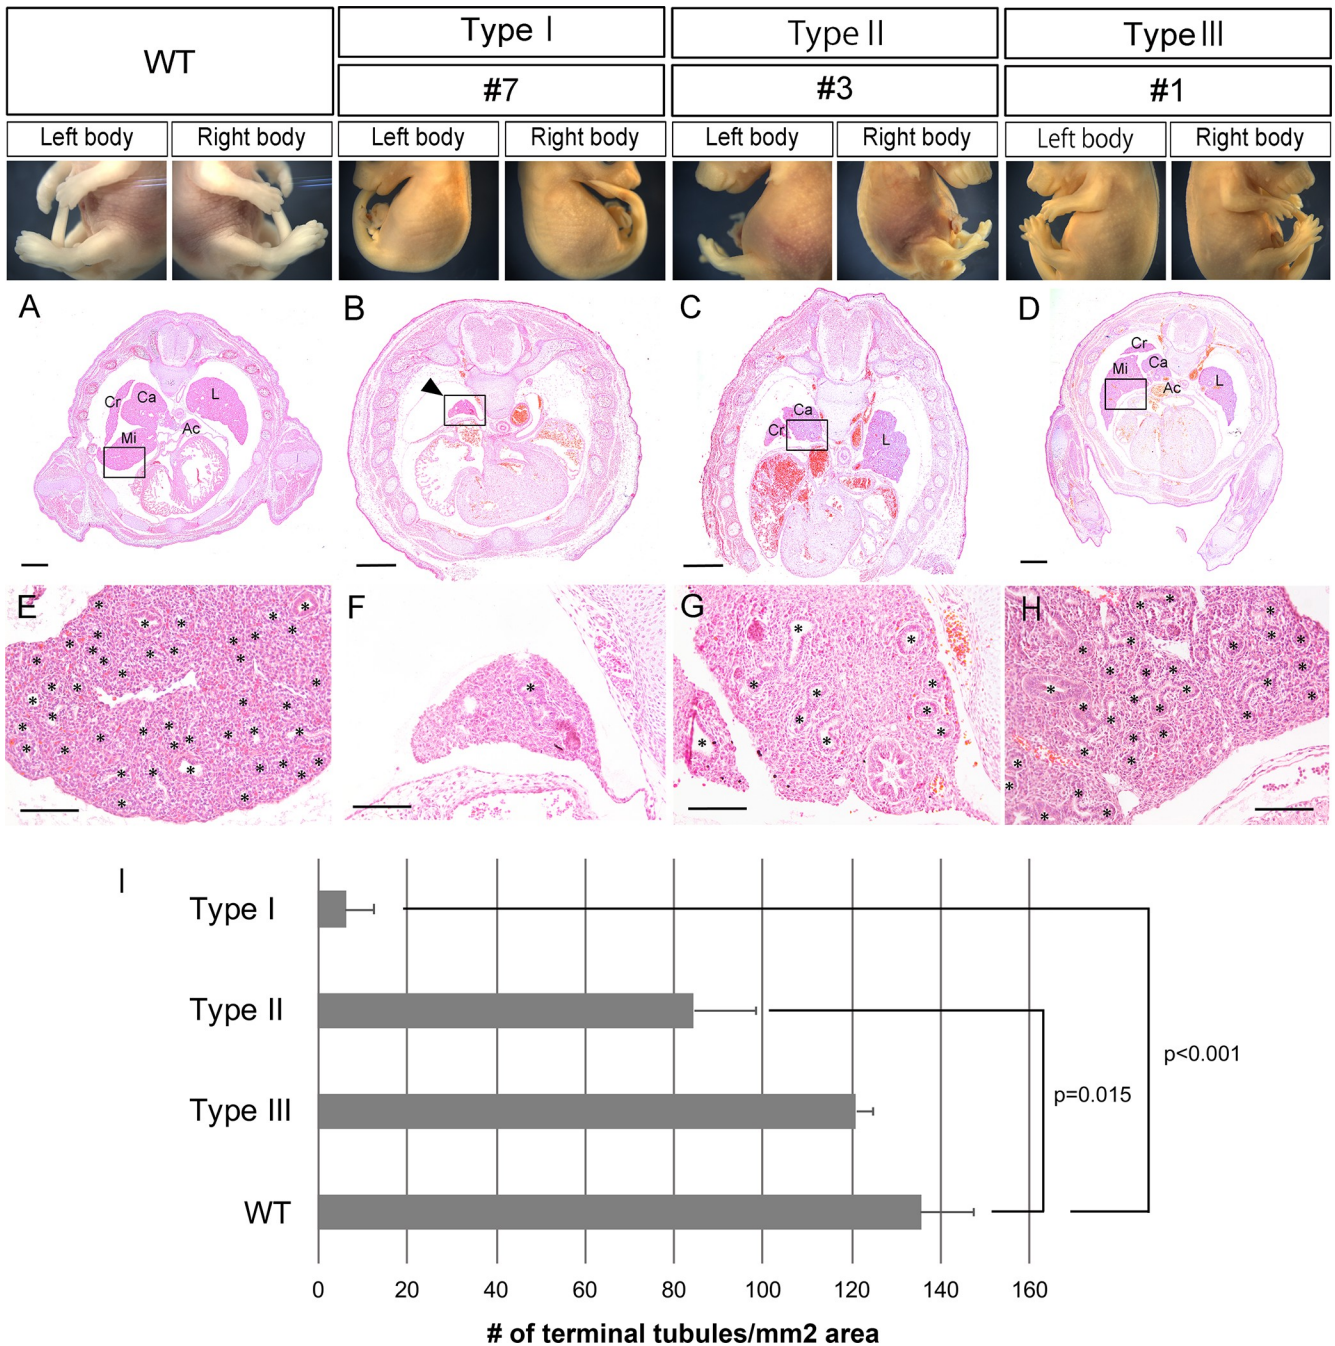 WT
Type I
Type II
Type III
#7
#3
#1
Left body
Right body
Left body
Right body
Left body
Right body
Left body
Right body
A
Cr
Ca
L
Mi
Ac
B
C
Ca
Cr
L
D
Cr
Mi
Ca
Ac
L
E
F
G
H
I
Type I
Type II
Type III
WT
p<0.001
p=0.015
0 20 40 60 80 100 120 140 160
# of terminal tubules/mm2 area